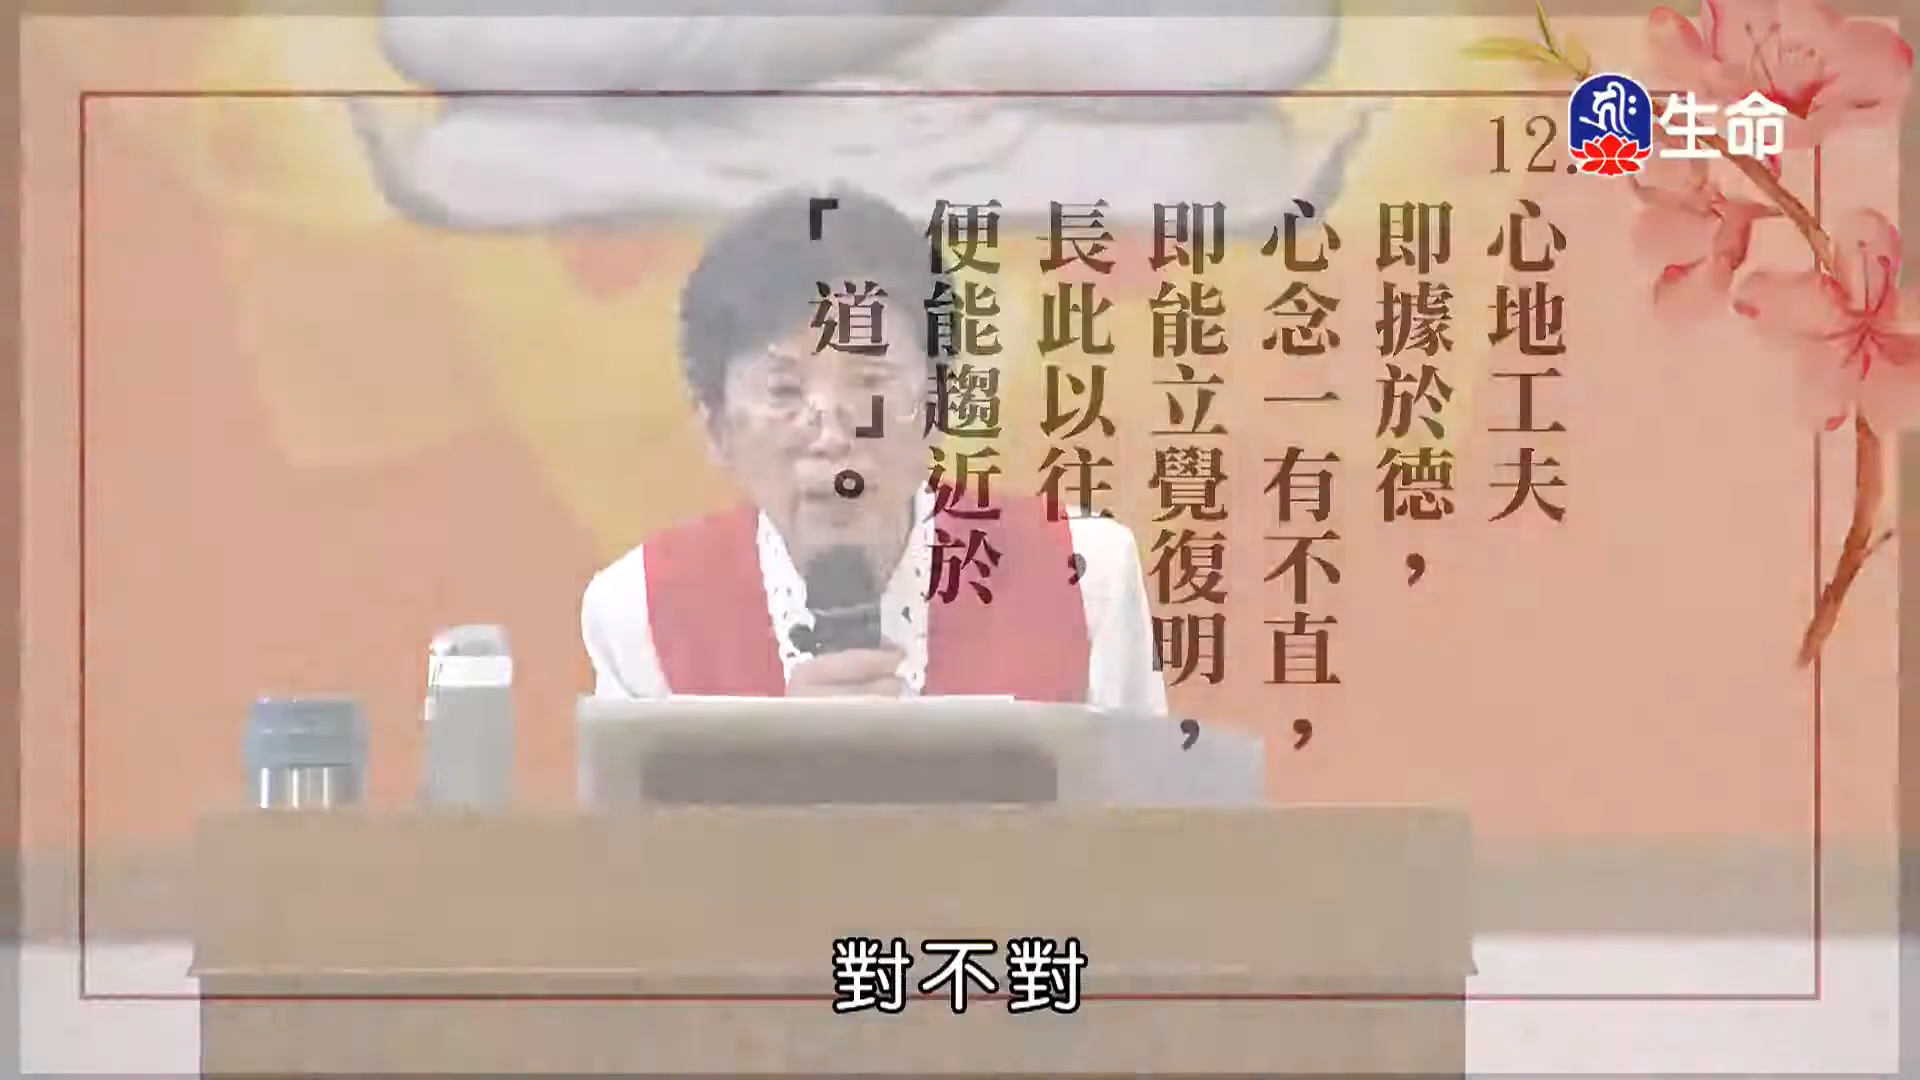 12.
心地工夫
即據於德，
心念一有不直，
即能立覺復明，
長此以往，
便能趨近於
「道」。
生命
對不對